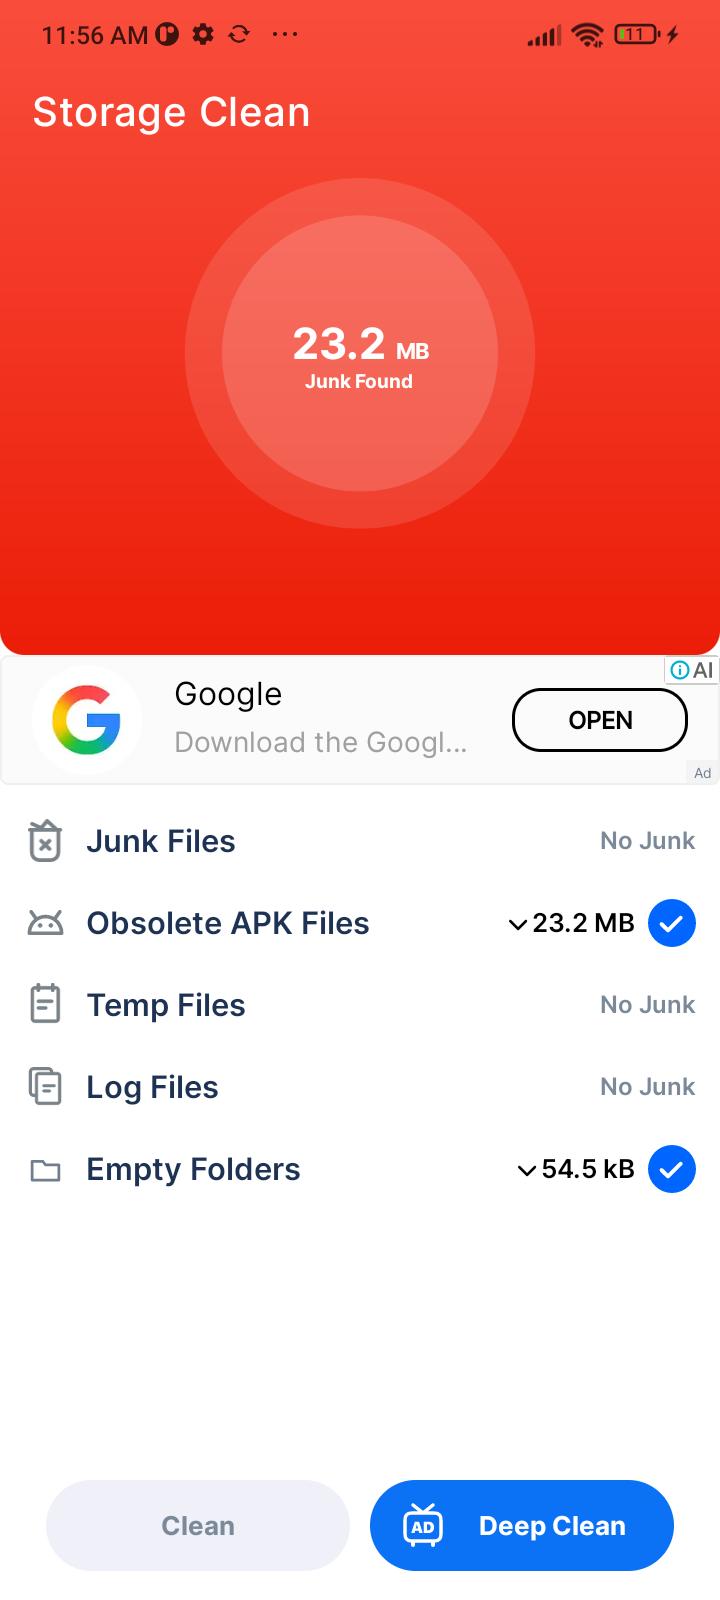 11:56 AM ... 11
Storage Clean
23.2 MB
Junk Found
AI
Google
Download the Googl...
OPEN
Ad
Junk Files No Junk
Obsolete APK Files 23.2 MB
Temp Files No Junk
Log Files No Junk
Empty Folders 54.5 kB
Clean
AD Deep Clean